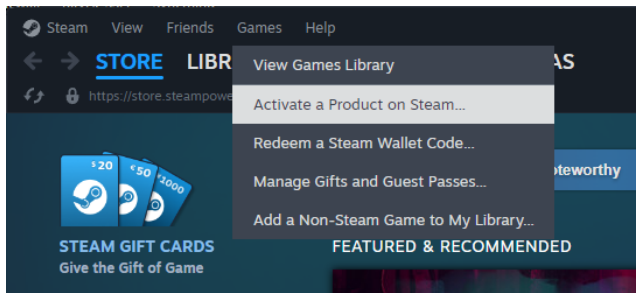 Steam View Friends Games Help
STORE LIBR AS
https://store.steampowe
View Games Library
Activate a Product on Steam...
Redeem a Steam Wallet Code...
Manage Gifts and Guest Passes...
Add a Non-Steam Game to My Library...
oteworthy
$20 €50 ¥1000
STEAM GIFT CARDS
Give the Gift of Game
FEATURED & RECOMMENDED